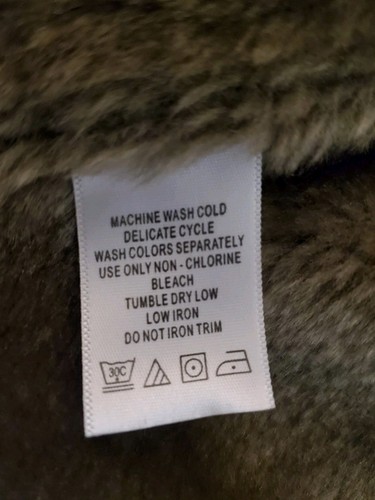 MACHINE WASH COLD
DELICATE CYCLE
WASH COLORS SEPARATELY
USE ONLY NON - CHLORINE
BLEACH
TUMBLE DRY LOW
LOW IRON
DO NOT IRON TRIM
30C